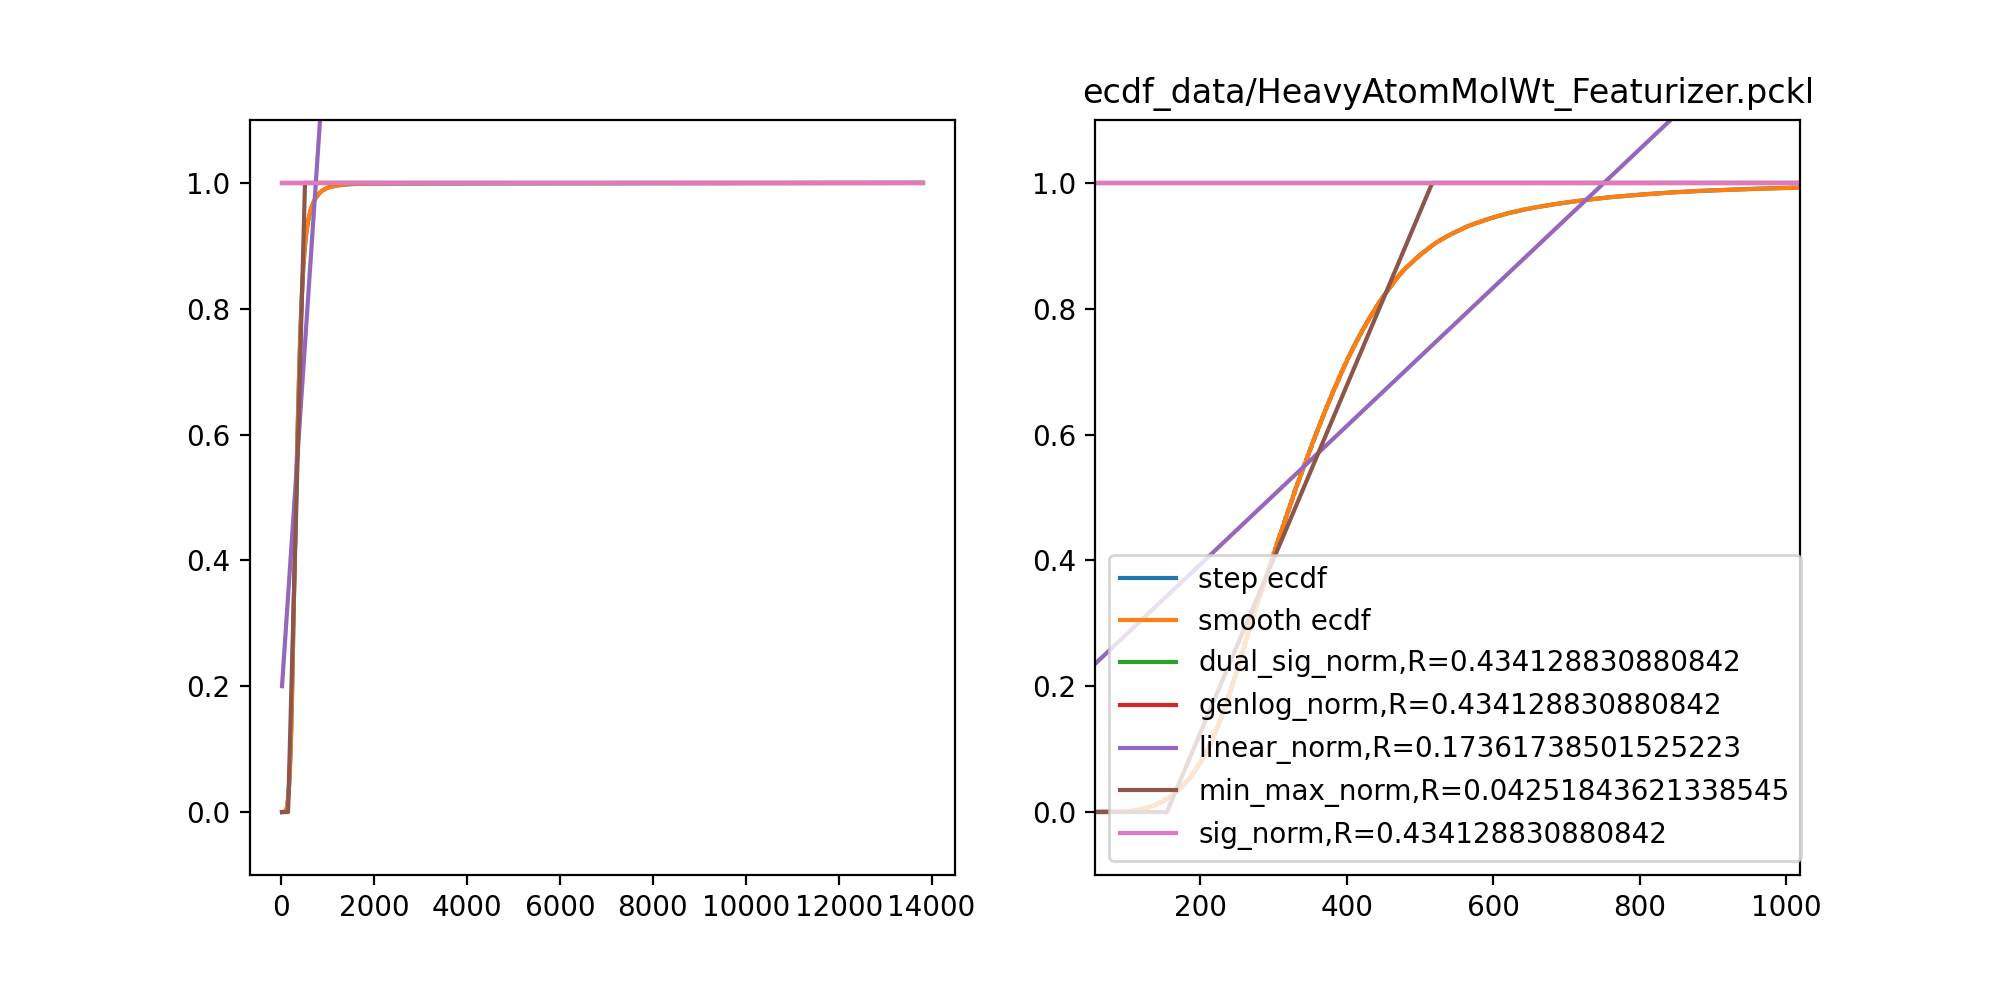 ecdf_data/HeavyAtomMolWt_Featurizer.pckl
1.0
0.8
0.6
0.4
0.2
0.0
0 2000 4000 6000 8000 10000 12000 14000
1.0
0.8
0.6
0.4
0.2
0.0
step ecdf
smooth ecdf
dual_sig_norm,R=0.434128830880842
genlog_norm,R=0.434128830880842
linear_norm,R=0.17361738501525223
min_max_norm,R=0.04251843621338545
sig_norm,R=0.434128830880842
200 400 600 800 1000